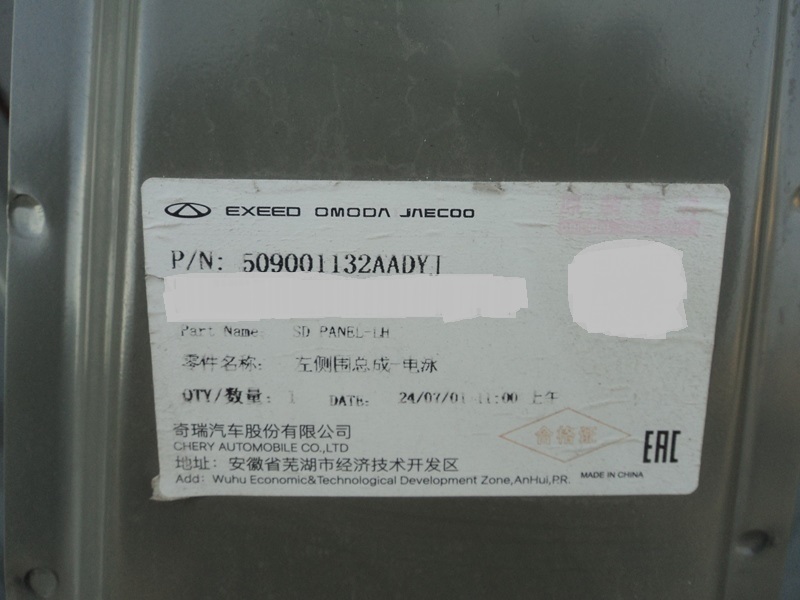 EXEED OMODA JAECOO
P/N: 509001132AADYJ
Part Name: SD PANEL-LH
零件名称: 左侧围总成-电泳
QTY/数量: 1 DATE: 24/07/01 11:00 上午
奇瑞汽车股份有限公司
CHERY AUTOMOBILE CO.,LTD
合格证
EAC
地址: 安徽省芜湖市经济技术开发区
MADE IN CHINA
Add: Wuhu Economic&Technological Development Zone,AnHui,P.R.